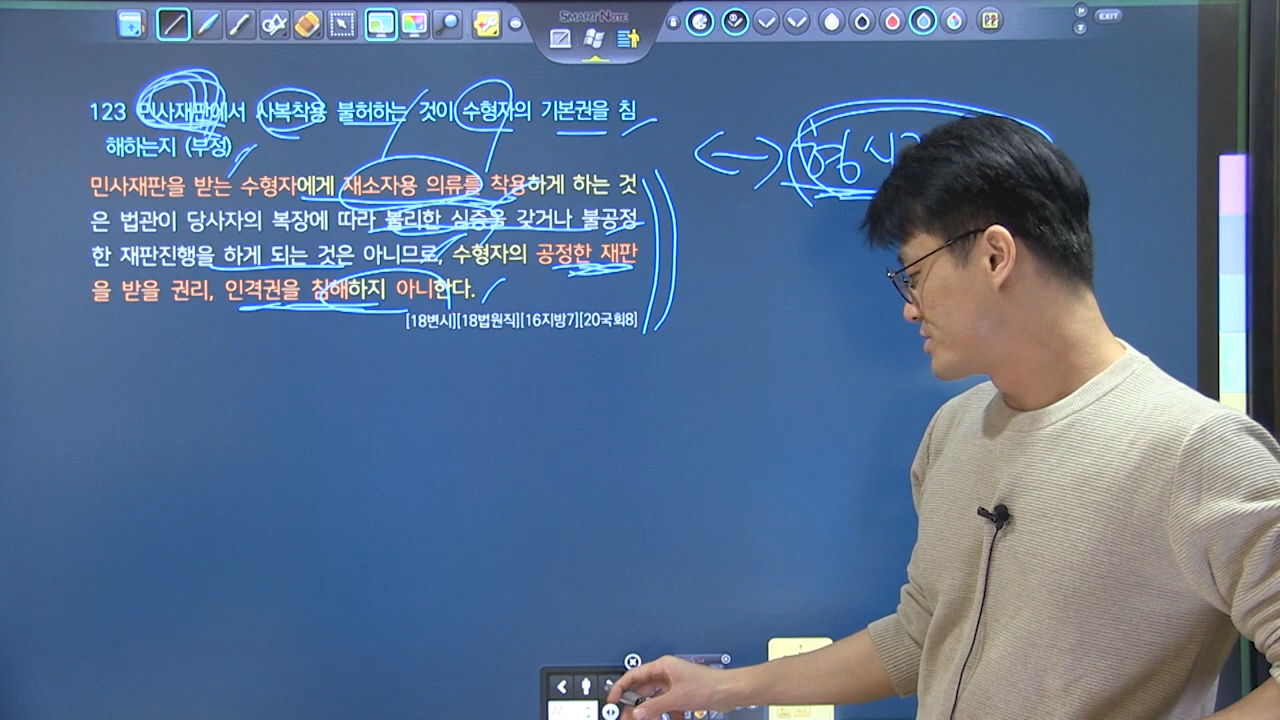 SMART NOTE
EXIT
123 민사재판에서 사복착용 불허하는 것이 수형자의 기본권을 침
해하는지 (부정)
민사재판을 받는 수형자에게 재소자용 의류를 착용하게 하는 것
은 법관이 당사자의 복장에 따라 불리한 심증을 갖거나 불공정
한 재판진행을 하게 되는 것은 아니므로, 수형자의 공정한 재판
을 받을 권리, 인격권을 침해하지 아니한다.
[18변시][18법원직][16지방7][20국회8]
형사